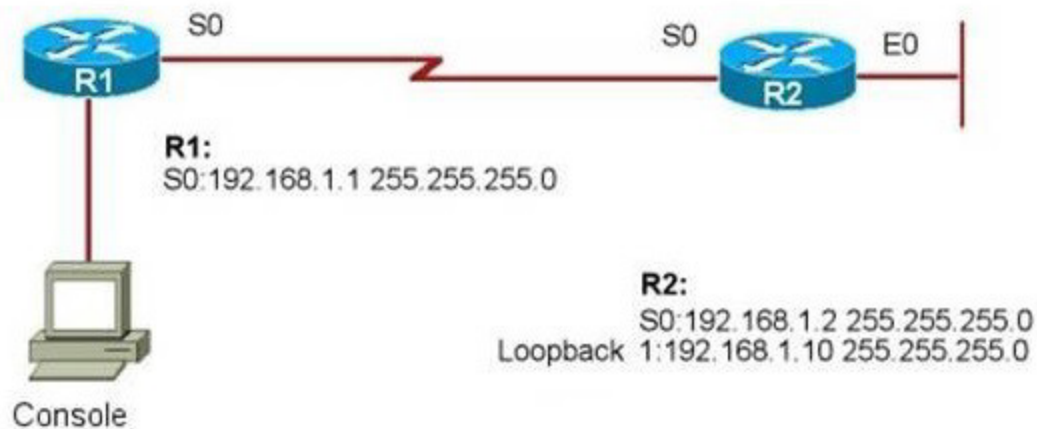 S0
S0
E0
R1
R2
R1:
S0:192.168.1.1 255.255.255.0
R2:
S0:192.168.1.2 255.255.255.0
Loopback 1:192.168.1.10 255.255.255.0
Console